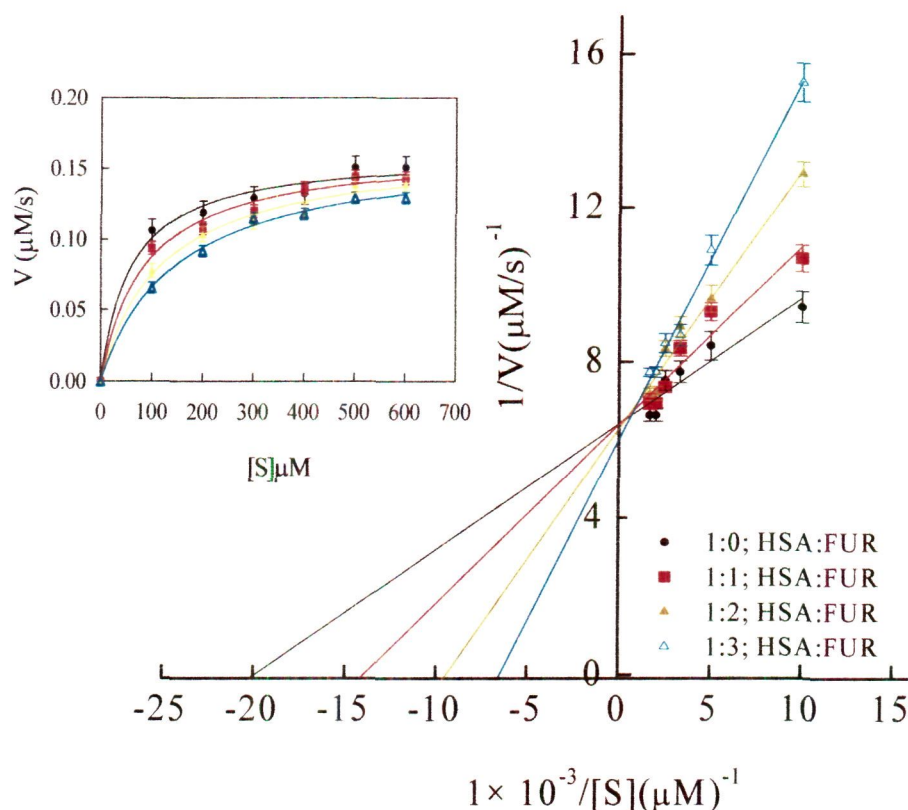 0.20
0.15
0.10
0.05
0.00
V (μM/s)
0 100 200 300 400 500 600 700
[S]μM
16
12
8
4
0
1/V(μM/s)⁻¹
1:0; HSA:FUR
1:1; HSA:FUR
1:2; HSA:FUR
1:3; HSA:FUR
-25 -20 -15 -10 -5 0 5 10 15
1× 10⁻³/[S](μM)⁻¹